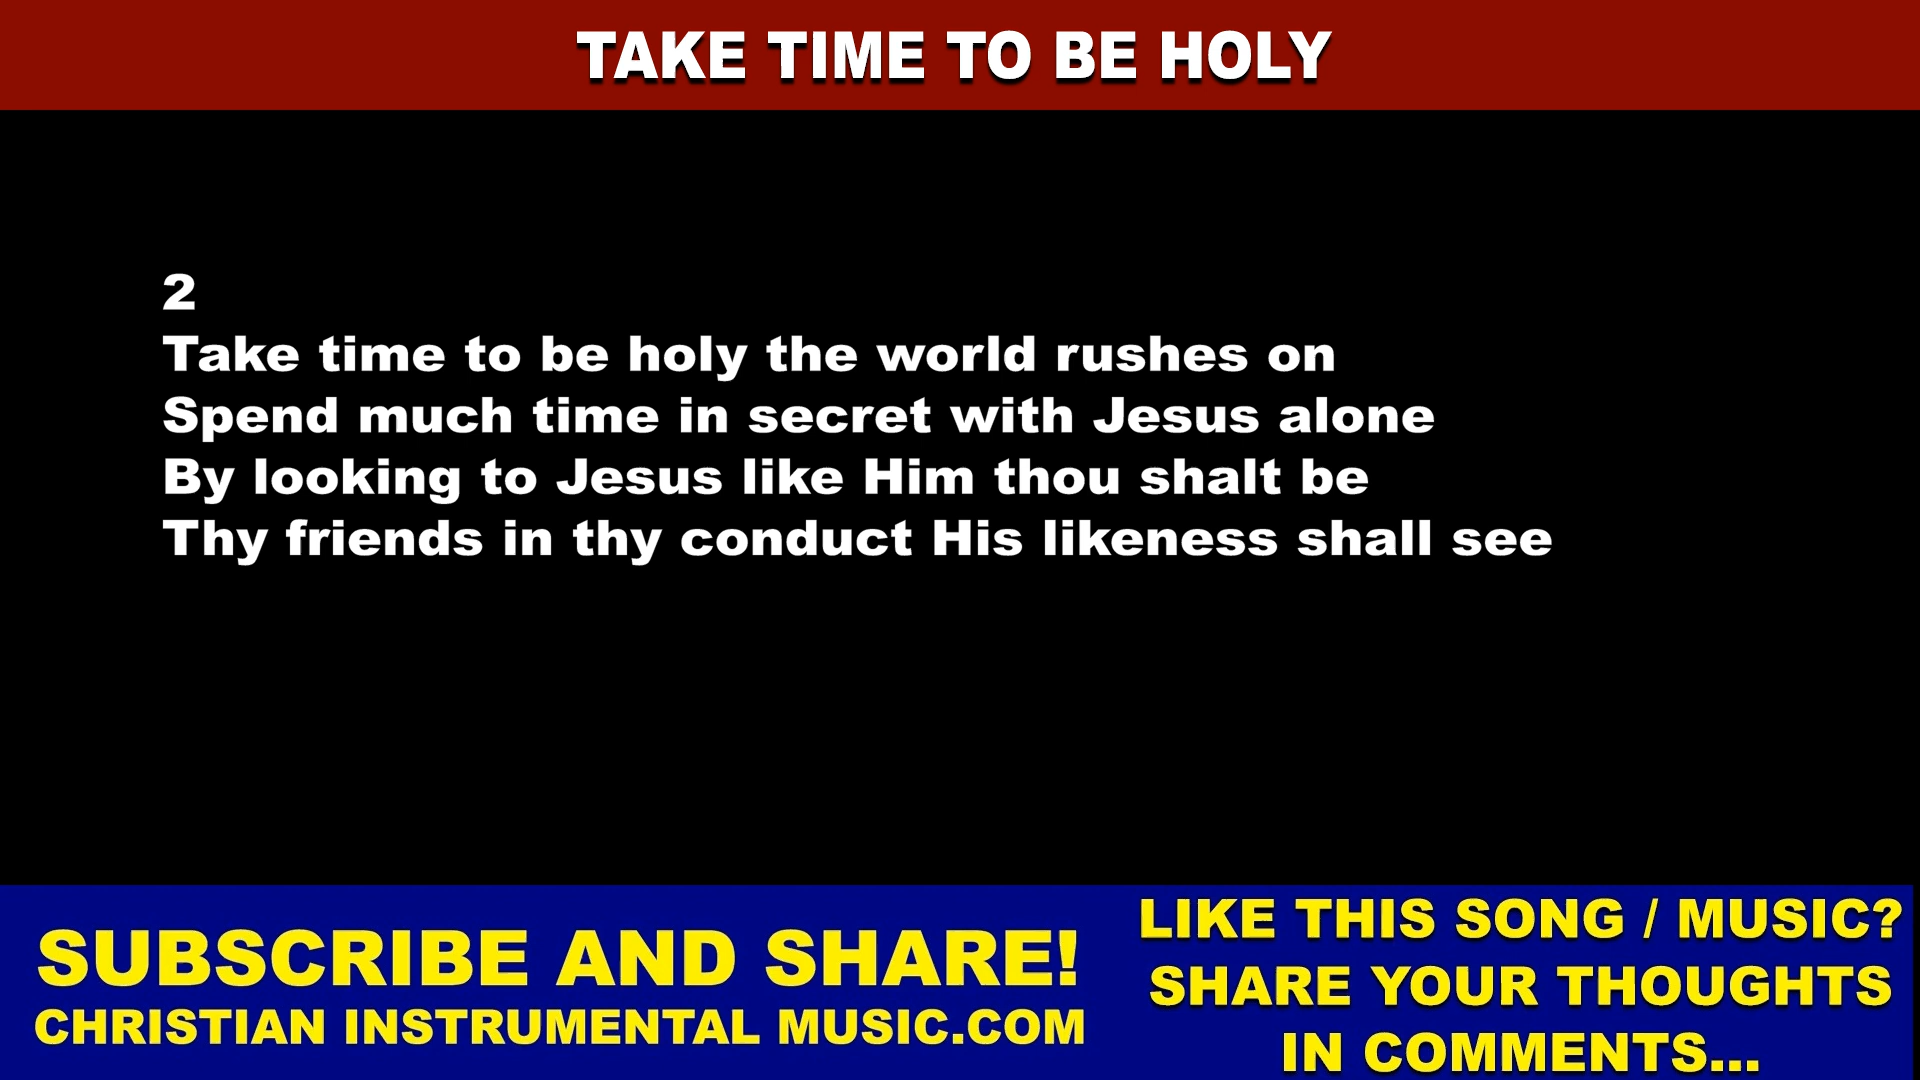 TAKE TIME TO BE HOLY
2
Take time to be holy the world rushes on
Spend much time in secret with Jesus alone
By looking to Jesus like Him thou shalt be
Thy friends in thy conduct His likeness shall see
SUBSCRIBE AND SHARE!
CHRISTIAN INSTRUMENTAL MUSIC.COM
LIKE THIS SONG / MUSIC?
SHARE YOUR THOUGHTS
IN COMMENTS...